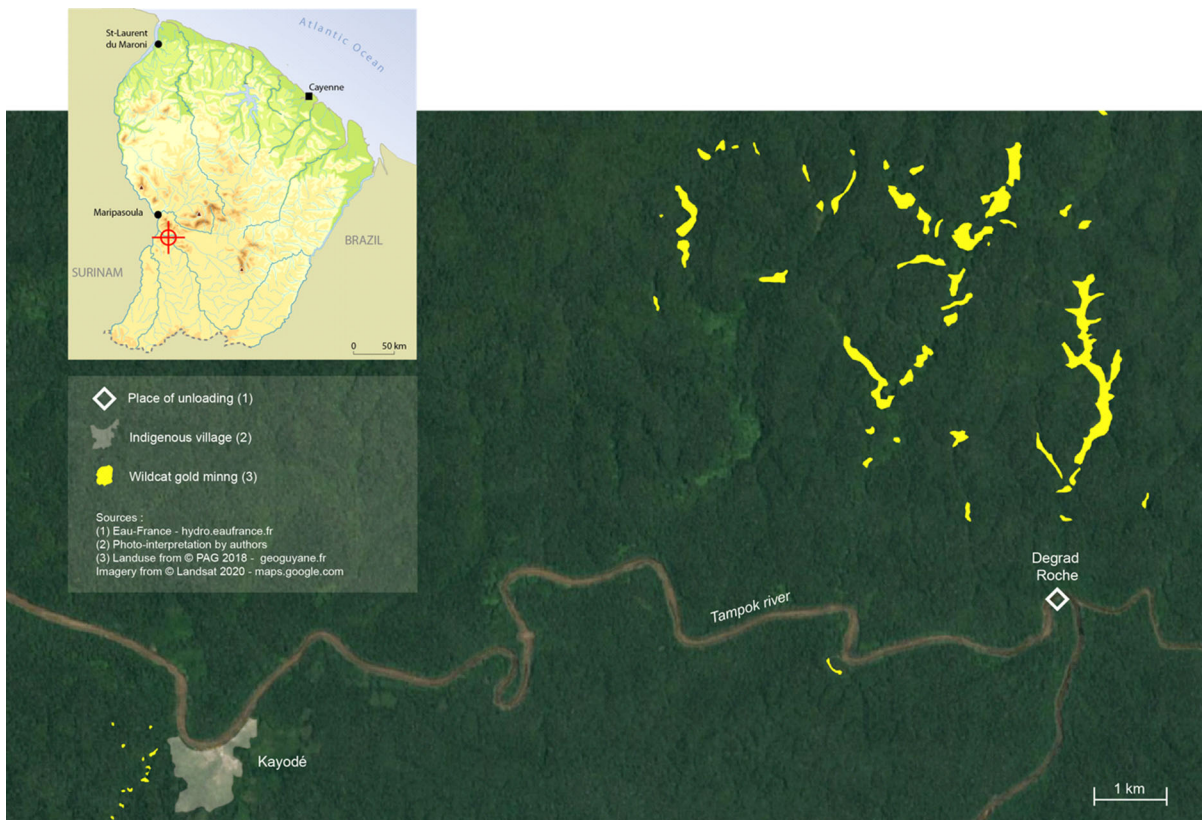 St-Laurent
du Maroni
Atlantic Ocean
Cayenne
Maripasoula
SURINAM
BRAZIL
0 50 km
Place of unloading (1)
Indigenous village (2)
Wildcat gold minng (3)
Sources :
(1) Eau-France - hydro.eaufrance.fr
(2) Photo-interpretation by authors
(3) Landuse from © PAG 2018 - geoguyane.fr
Imagery from © Landsat 2020 - maps.google.com
Degrad
Roche
Tampok river
Kayodé
1 km